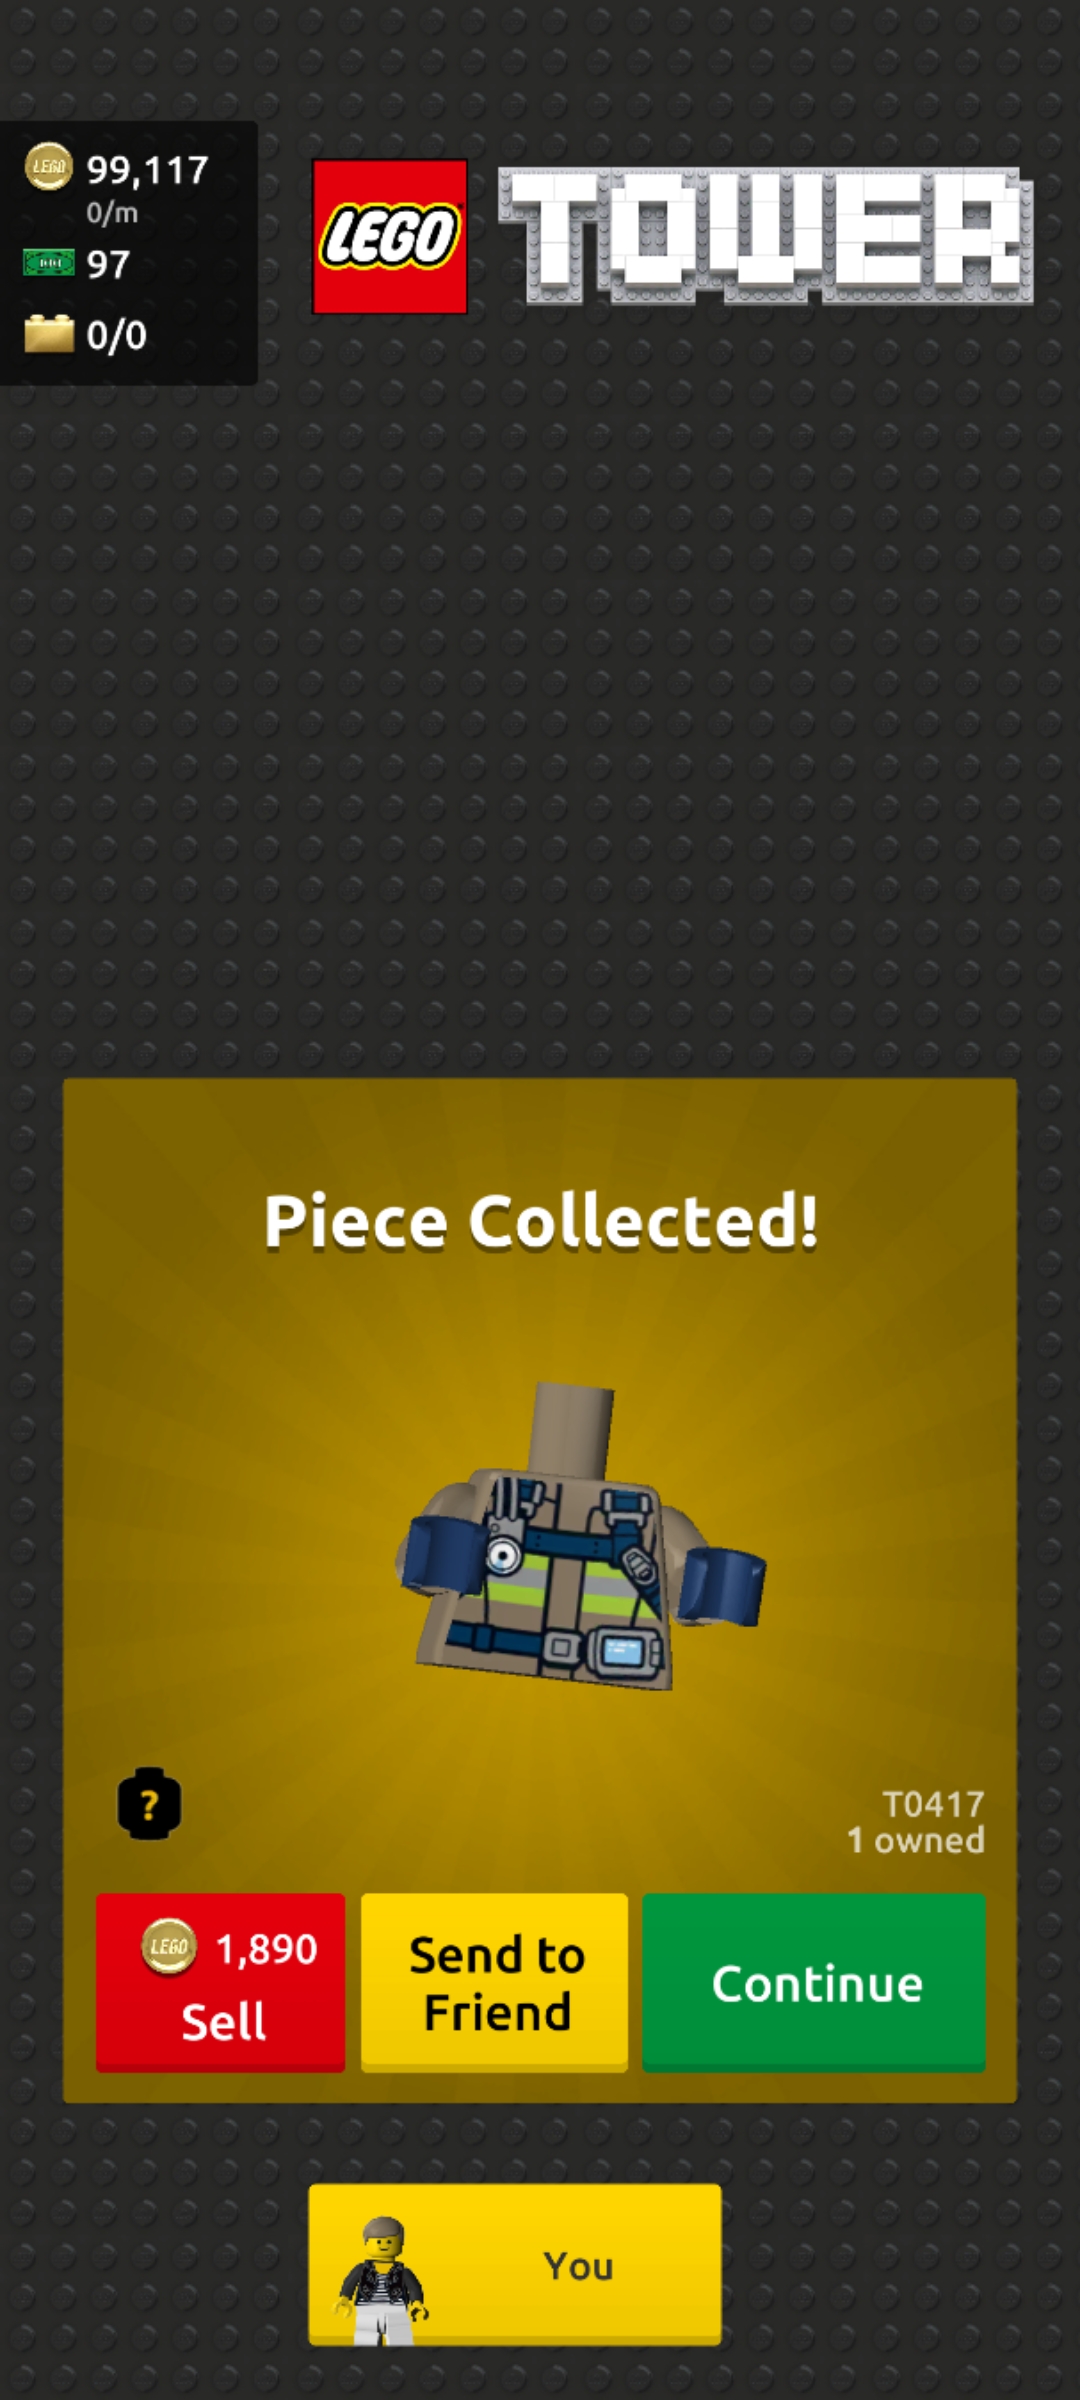 LEGO
99,117
0/m
97
0/0
LEGO
TOWER
Piece Collected!
?
T0417
1 owned
LEGO
1,890
Sell
Send to
Friend
Continue
You